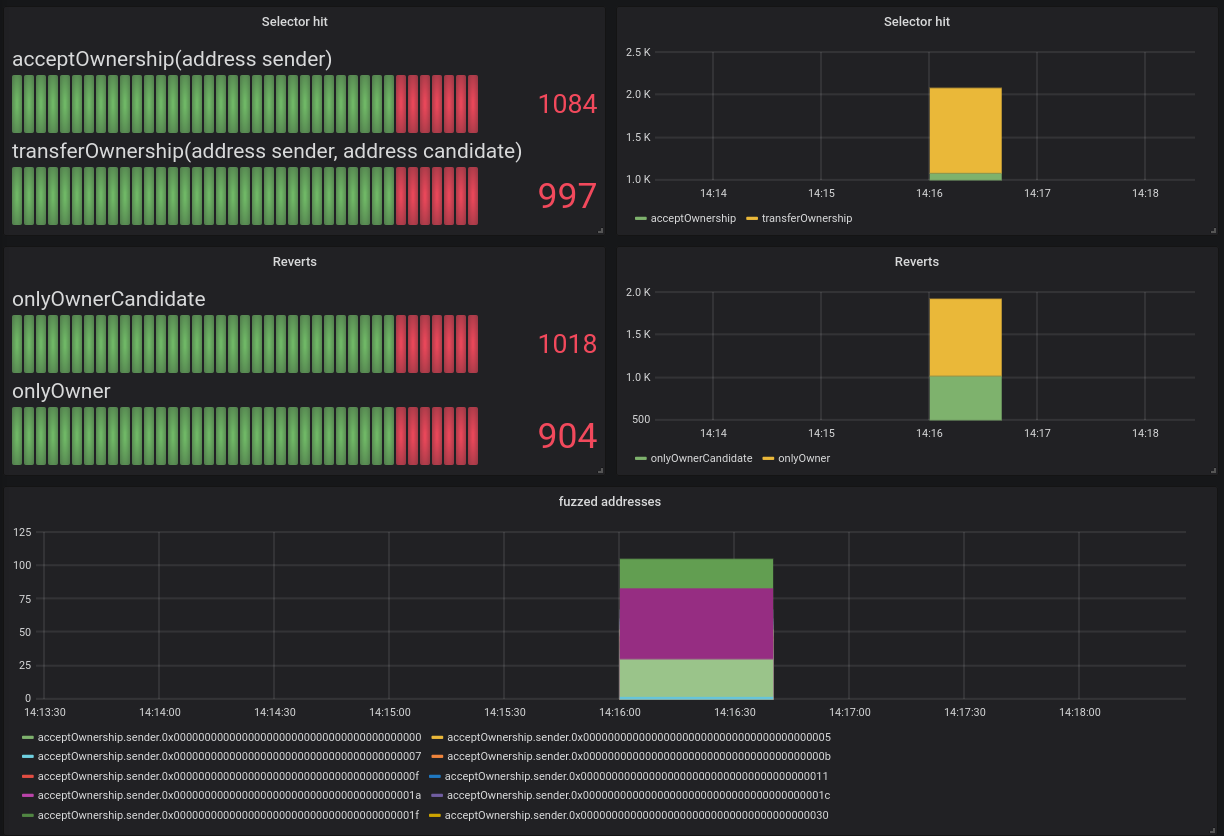 Selector hit
acceptOwnership(address sender)
1084
transferOwnership(address sender, address candidate)
997
Selector hit
2.5 K
2.0 K
1.5 K
1.0 K
14:14 14:15 14:16 14:17 14:18
acceptOwnership transferOwnership
Reverts
onlyOwnerCandidate
1018
onlyOwner
904
Reverts
2.0 K
1.5 K
1.0 K
500
14:14 14:15 14:16 14:17 14:18
onlyOwnerCandidate onlyOwner
fuzzed addresses
125
100
75
50
25
0
14:13:30 14:14:00 14:14:30 14:15:00 14:15:30 14:16:00 14:16:30 14:17:00 14:17:30 14:18:00
acceptOwnership.sender.0x0000000000000000000000000000000000000000 acceptOwnership.sender.0x0000000000000000000000000000000000000005
acceptOwnership.sender.0x0000000000000000000000000000000000000007 acceptOwnership.sender.0x000000000000000000000000000000000000000b
acceptOwnership.sender.0x000000000000000000000000000000000000000f acceptOwnership.sender.0x0000000000000000000000000000000000000011
acceptOwnership.sender.0x000000000000000000000000000000000000001a acceptOwnership.sender.0x000000000000000000000000000000000000001c
acceptOwnership.sender.0x000000000000000000000000000000000000001f acceptOwnership.sender.0x0000000000000000000000000000000000000030